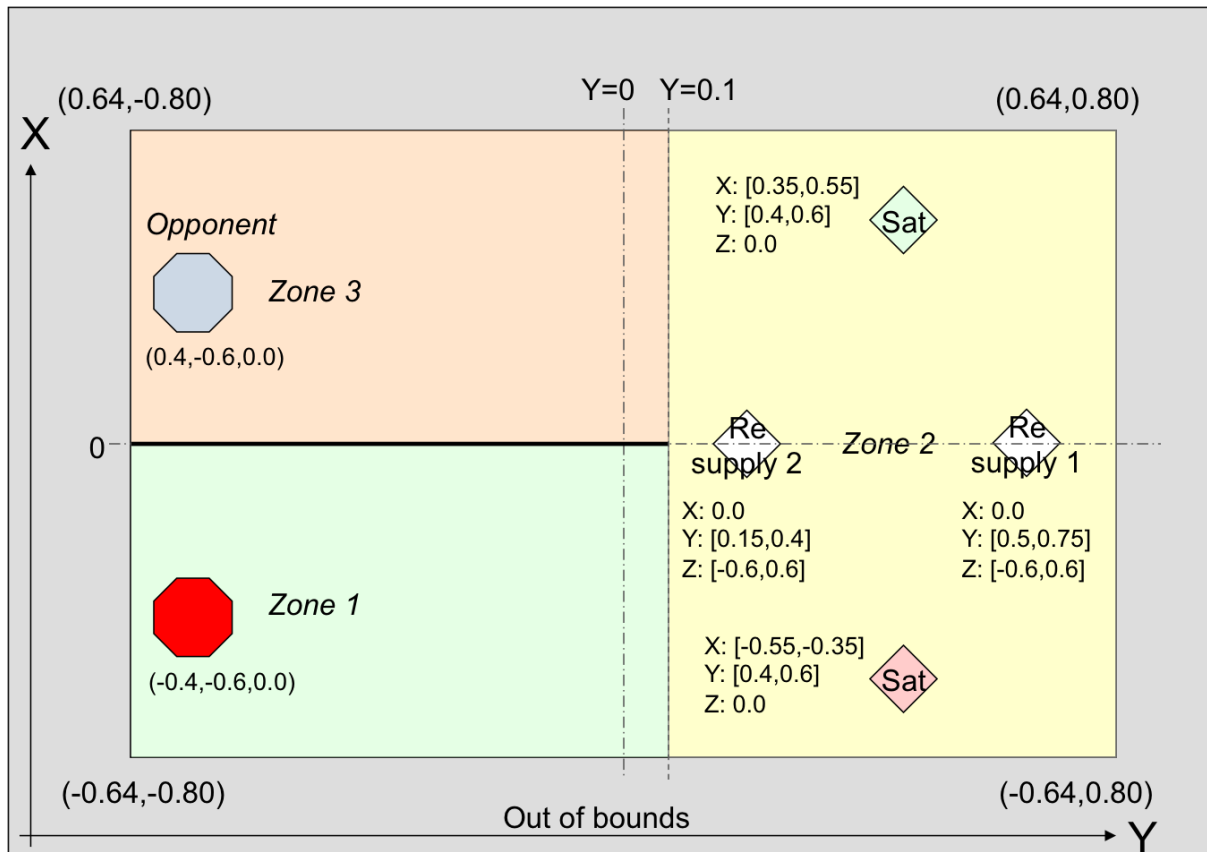 Y=0
Y=0.1
(0.64,-0.80)
(0.64,0.80)
X
X: [0.35,0.55]
Y: [0.4,0.6]
Z: 0.0
Sat
Opponent
Zone 3
(0.4,-0.6,0.0)
0
Re
supply 2
Zone 2
Re
supply 1
X: 0.0
Y: [0.15,0.4]
Z: [-0.6,0.6]
X: 0.0
Y: [0.5,0.75]
Z: [-0.6,0.6]
Zone 1
(-0.4,-0.6,0.0)
X: [-0.55,-0.35]
Y: [0.4,0.6]
Z: 0.0
Sat
(-0.64,-0.80)
(-0.64,0.80)
Out of bounds
Y